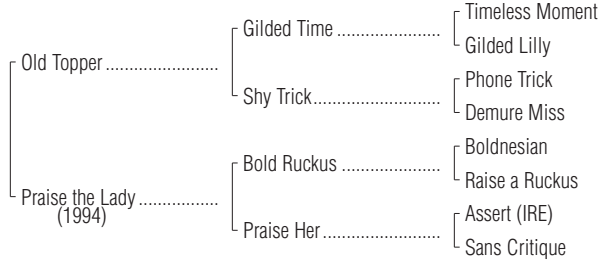 Timeless Moment
Gilded Time ......................
Gilded Lilly
Old Topper ........................
Phone Trick
Shy Trick...........................
Demure Miss
Boldnesian
Bold Ruckus .....................
Raise a Ruckus
Praise the Lady .................
(1994)
Assert (IRE)
Praise Her.........................
Sans Critique